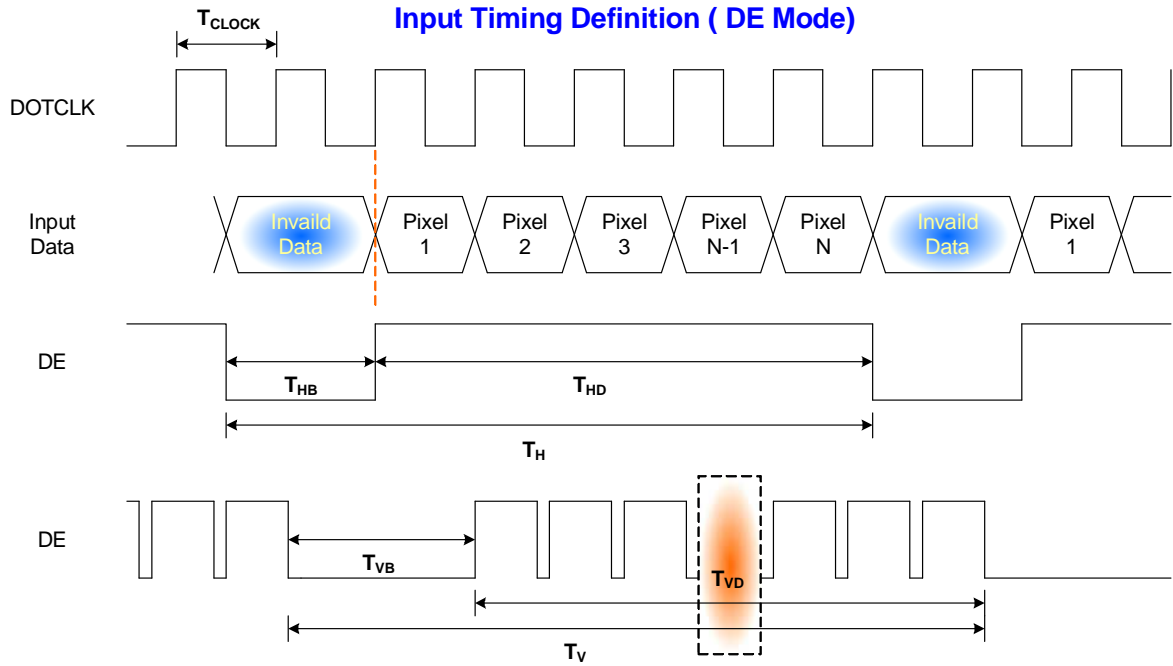 Input Timing Definition ( DE Mode)
TCLOCK
DOTCLK
Input
Data
Invaild
Data
Pixel
1
Pixel
2
Pixel
3
Pixel
N-1
Pixel
N
Invaild
Data
Pixel
1
DE
THB
THD
TH
DE
TVB
TVD
TV